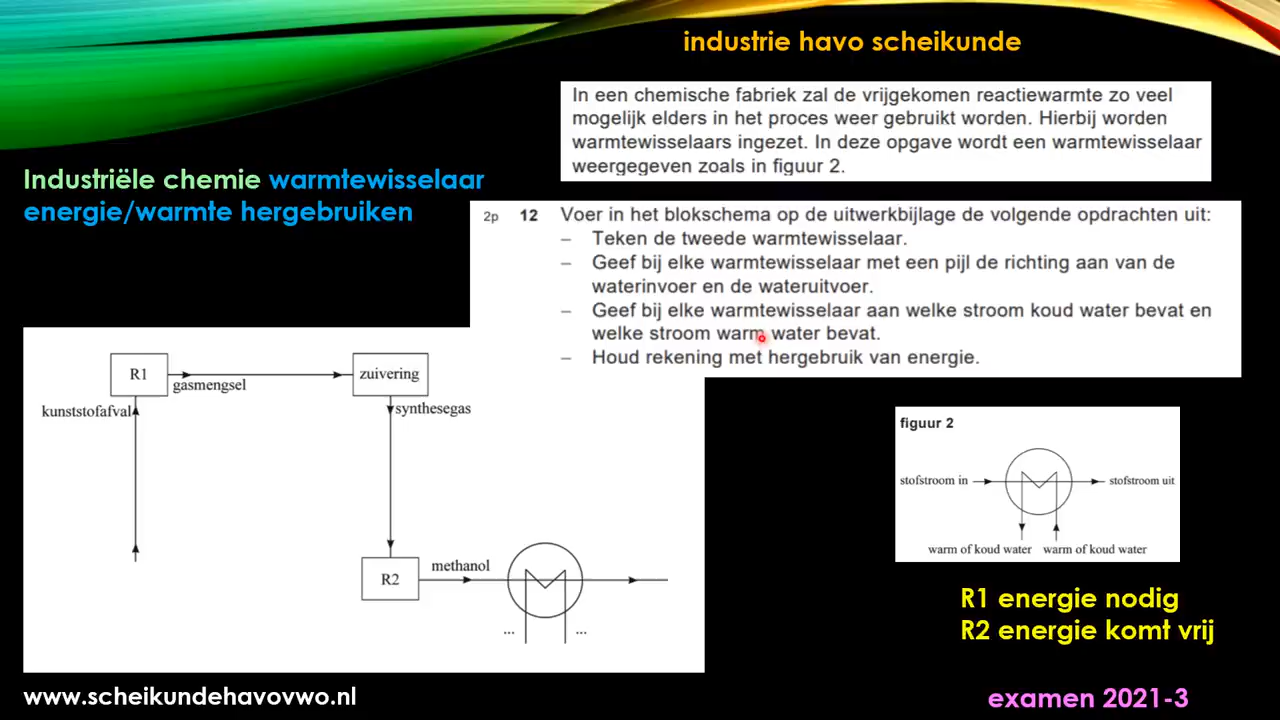 industrie havo scheikunde
In een chemische fabriek zal de vrijgekomen reactiewarmte zo veel
mogelijk elders in het proces weer gebruikt worden. Hierbij worden
warmtewisselaars ingezet. In deze opgave wordt een warmtewisselaar
weergegeven zoals in figuur 2.
Industriële chemie warmtewisselaar
energie/warmte hergebruiken
2p 12 Voer in het blokschema op de uitwerkbijlage de volgende opdrachten uit:
– Teken de tweede warmtewisselaar.
– Geef bij elke warmtewisselaar met een pijl de richting aan van de
waterinvoer en de wateruitvoer.
– Geef bij elke warmtewisselaar aan welke stroom koud water bevat en
welke stroom warm water bevat.
– Houd rekening met hergebruik van energie.
R1
gasmengsel
zuivering
kunststofafval
synthesegas
R2
methanol
... ...
figuur 2
stofstroom in
stofstroom uit
warm of koud water warm of koud water
R1 energie nodig
R2 energie komt vrij
www.scheikundehavovwo.nl
examen 2021-3